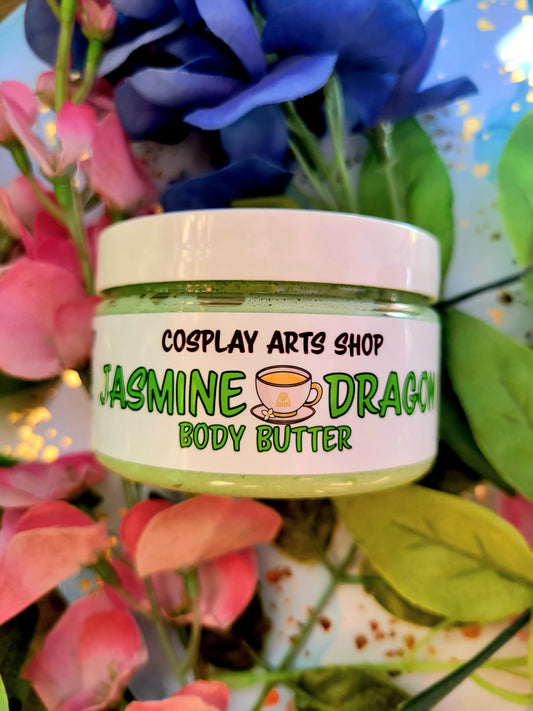 COSPLAY ARTS SHOP
JASMINE DRAGON
BODY BUTTER